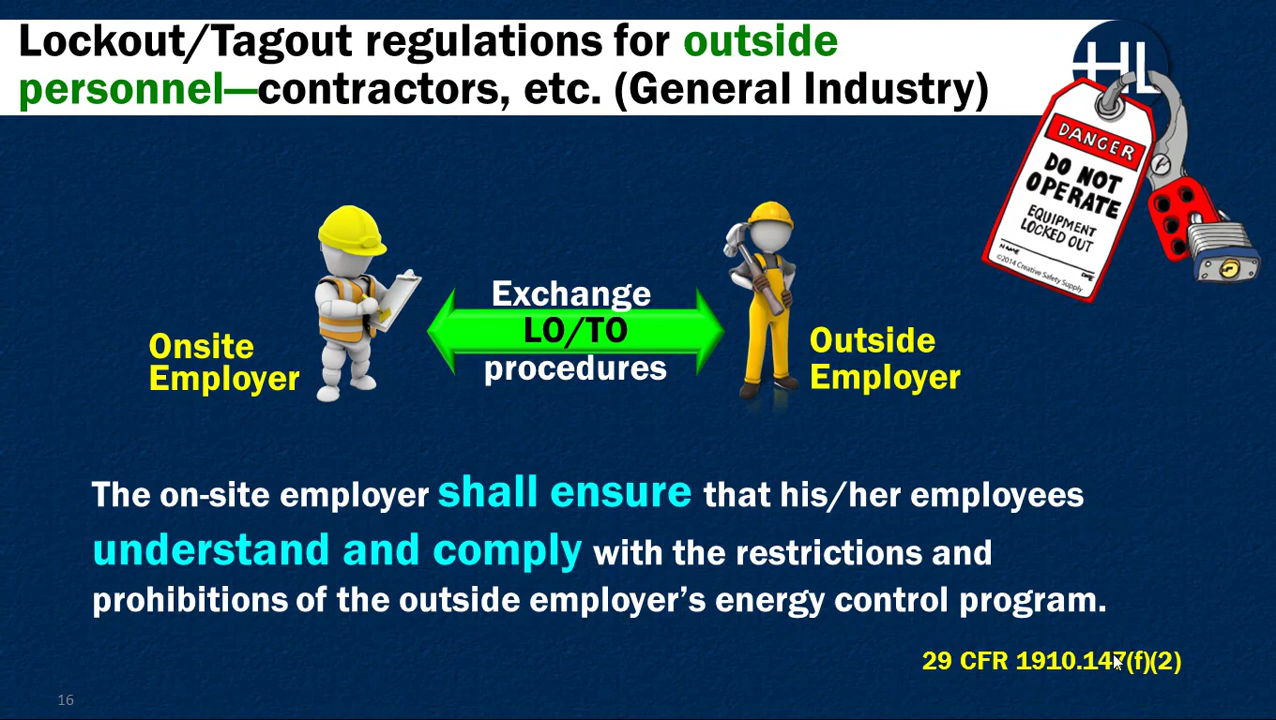 Lockout/Tagout regulations for outside
personnel—contractors, etc. (General Industry)
HL
DANGER
DO NOT
OPERATE
EQUIPMENT
LOCKED OUT
NAME
DATE
©2014 Creative Safety Supply
Exchange
LO/TO
procedures
Onsite
Employer
Outside
Employer
The on-site employer shall ensure that his/her employees
understand and comply with the restrictions and
prohibitions of the outside employer’s energy control program.
29 CFR 1910.147(f)(2)
16